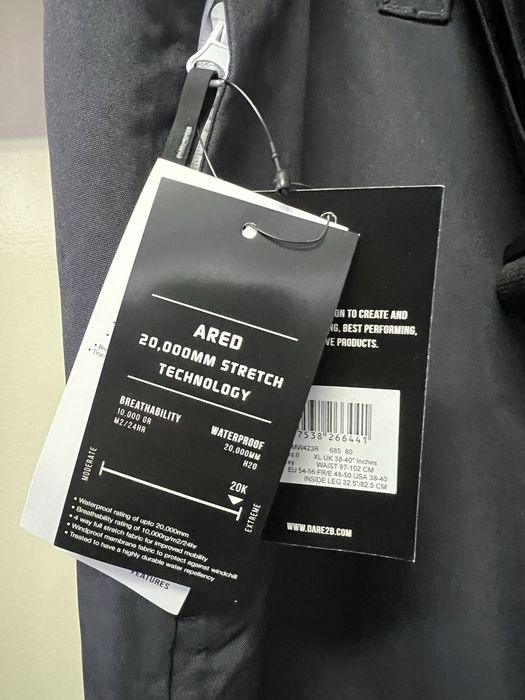 ARED
20,000MM STRETCH
TECHNOLOGY
BREATHABILITY
10,000 GR
M2/24HR
WATERPROOF
20,000MM
H2O
MODERATE
20K
EXTREME
• Waterproof rating of upto 20,000mm
• Breathability rating of 10,000rg/m2/24hr
• 4 way full stretch fabric for improved mobility
• Windproof membrane fabric to protect against windchill
• Treated to have a highly durable water repellency
FEATURES
ON TO CREATE AND
BEST PERFORMING,
PRODUCTS.
7538 266441
MW423R 685 80
XL UK 38-40" Inches
WAIST 97-102 CM
EU 54-56 FR/E 48-50 USA 38-40
INSIDE LEG 32.5"/82.5 CM
WWW.DARE2B.COM